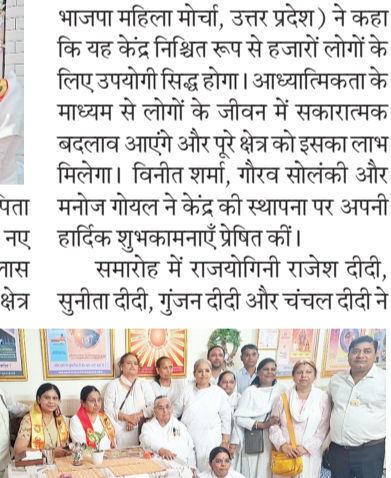 भाजपा महिला मोर्चा, उत्तर प्रदेश) ने कहा
कि यह केंद्र निश्चित रूप से हजारों लोगों के
लिए उपयोगी सिद्ध होगा। आध्यात्मिकता के
माध्यम से लोगों के जीवन में सकारात्मक
बदलाव आएंगे और पूरे क्षेत्र को इसका लाभ
मिलेगा। विनीत शर्मा, गौरव सोलंकी और
मनोज गोयल ने केंद्र की स्थापना पर अपनी
हार्दिक शुभकामनाएँ प्रेषित कीं।
समारोह में राजयोगिनी राजेश दीदी,
सुनीता दीदी, गुंजन दीदी और चंचल दीदी ने
पिता
नए
लास
क्षेत्र